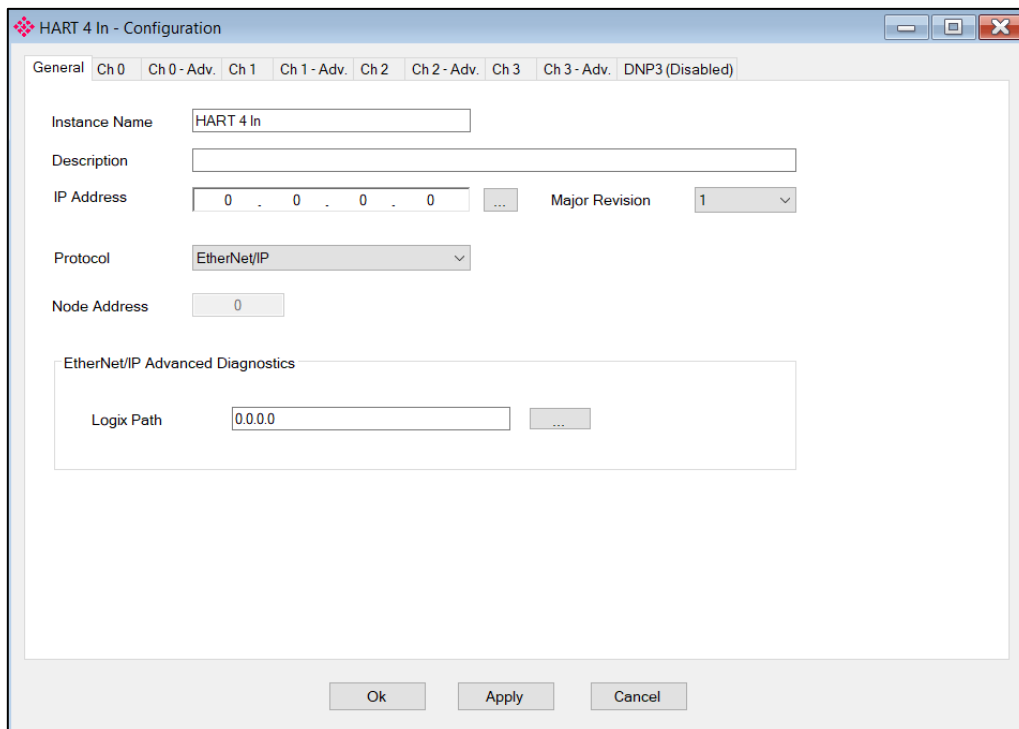 HART 4 In - Configuration
General Ch 0 Ch 0 - Adv. Ch 1 Ch 1 - Adv. Ch 2 Ch 2 - Adv. Ch 3 Ch 3 - Adv. DNP3 (Disabled)
Instance Name HART 4 In
Description
IP Address 0 . 0 . 0 . 0 ... Major Revision 1
Protocol EtherNet/IP
Node Address 0
EtherNet/IP Advanced Diagnostics
Logix Path 0.0.0.0 ...
Ok Apply Cancel